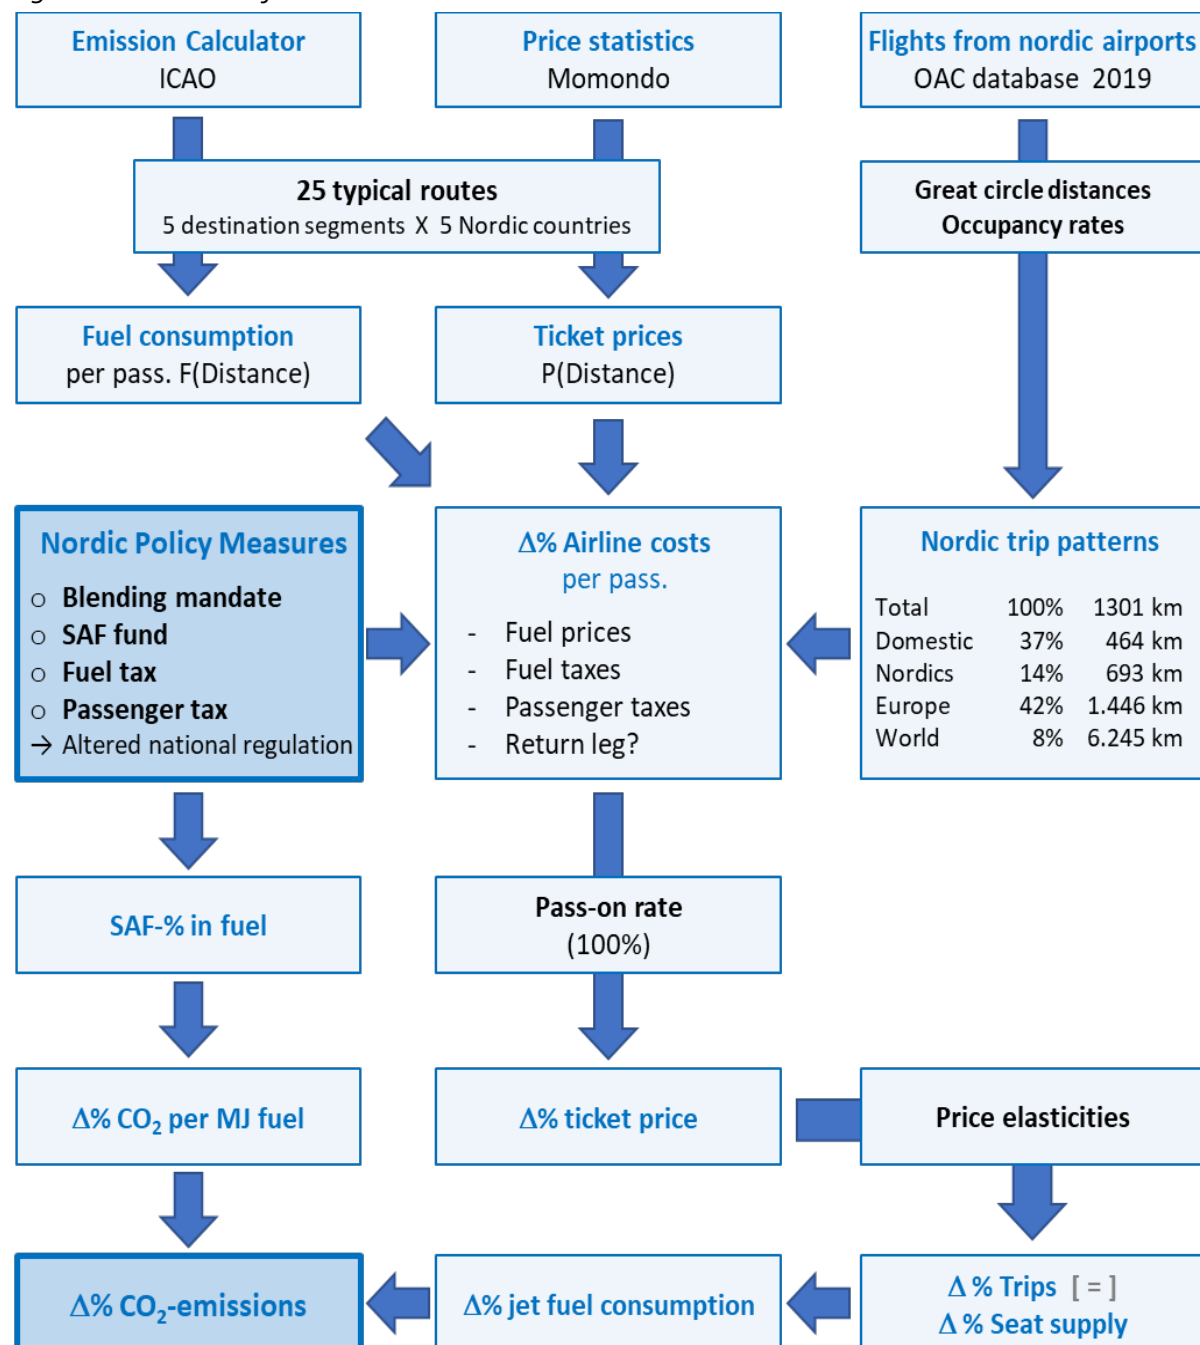 Emission Calculator
ICAO
Price statistics
Momondo
Flights from nordic airports
OAC database 2019
25 typical routes
5 destination segments X 5 Nordic countries
Great circle distances
Occupancy rates
Fuel consumption
per pass. F(Distance)
Ticket prices
P(Distance)
Nordic Policy Measures
o Blending mandate
o SAF fund
o Fuel tax
o Passenger tax
→ Altered national regulation
Δ% Airline costs
per pass.
- Fuel prices
- Fuel taxes
- Passenger taxes
- Return leg?
Nordic trip patterns
Total 100% 1301 km
Domestic 37% 464 km
Nordics 14% 693 km
Europe 42% 1.446 km
World 8% 6.245 km
SAF-% in fuel
Pass-on rate
(100%)
Δ% CO₂ per MJ fuel
Δ% ticket price
Price elasticities
Δ% CO₂-emissions
Δ% jet fuel consumption
Δ % Trips [ = ]
Δ % Seat supply